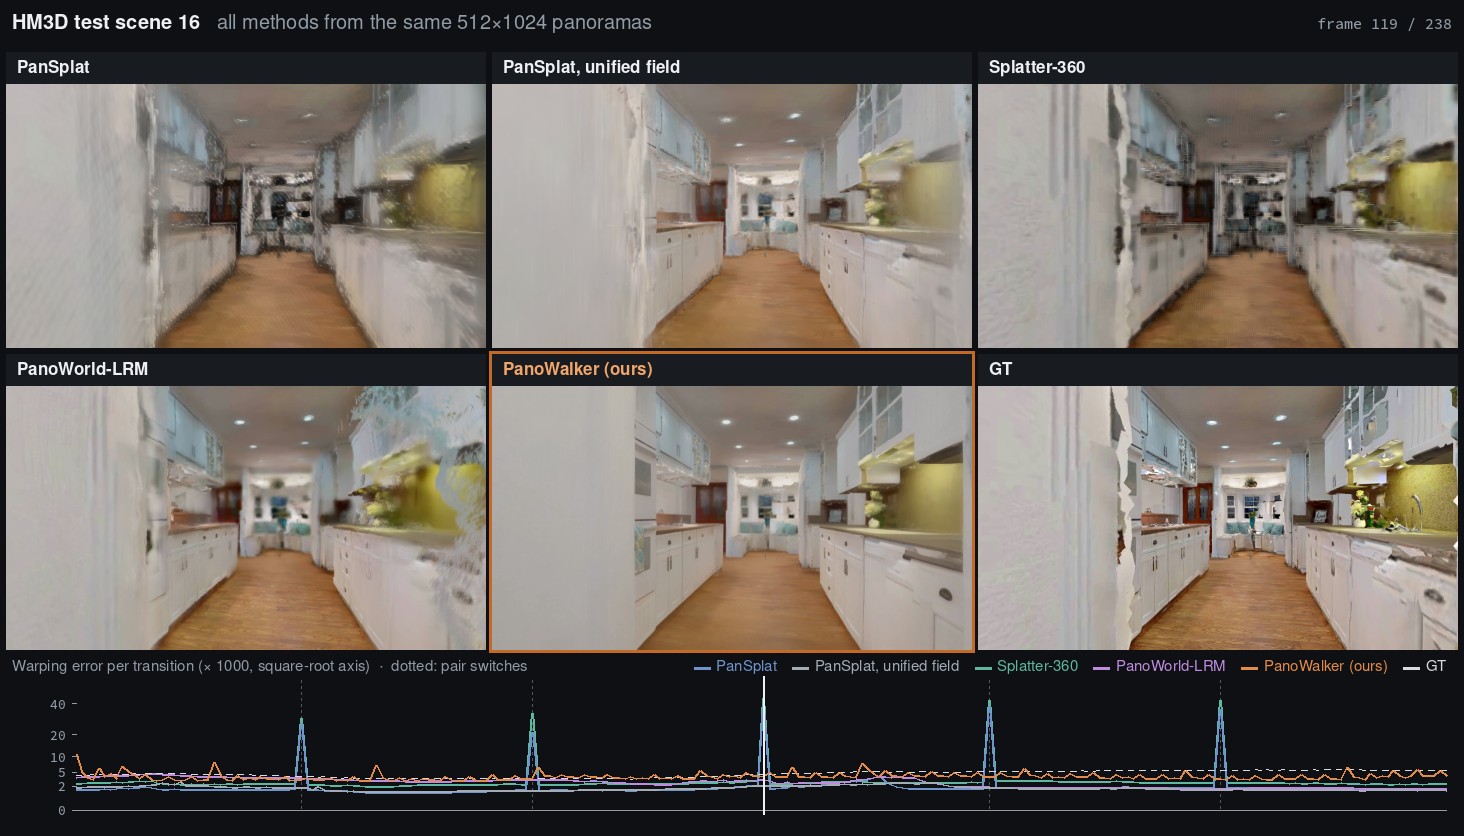 HM3D test scene 16 all methods from the same 512×1024 panoramas
frame 119 / 238
PanSplat
PanSplat, unified field
Splatter-360
PanoWorld-LRM
PanoWalker (ours)
GT
Warping error per transition (× 1000, square-root axis) · dotted: pair switches
PanSplat
PanSplat, unified field
Splatter-360
PanoWorld-LRM
PanoWalker (ours)
GT
40
20
10
5
2
0